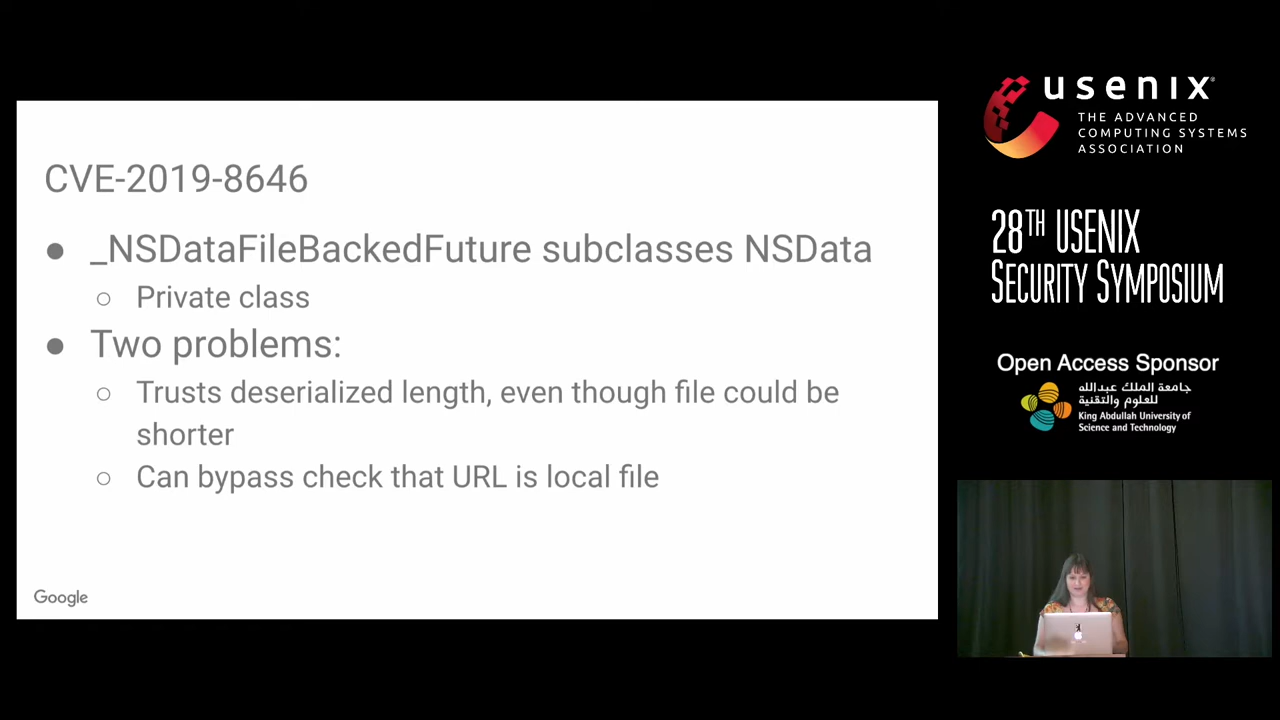 CVE-2019-8646
● _NSDataFileBackedFuture subclasses NSData
○ Private class
● Two problems:
○ Trusts deserialized length, even though file could be
shorter
○ Can bypass check that URL is local file
Google
usenix
THE ADVANCED
COMPUTING SYSTEMS
ASSOCIATION
28TH USENIX
SECURITY SYMPOSIUM
Open Access Sponsor
جامعة الملك عبدالله
للعلوم والتقنية
King Abdullah University of
Science and Technology